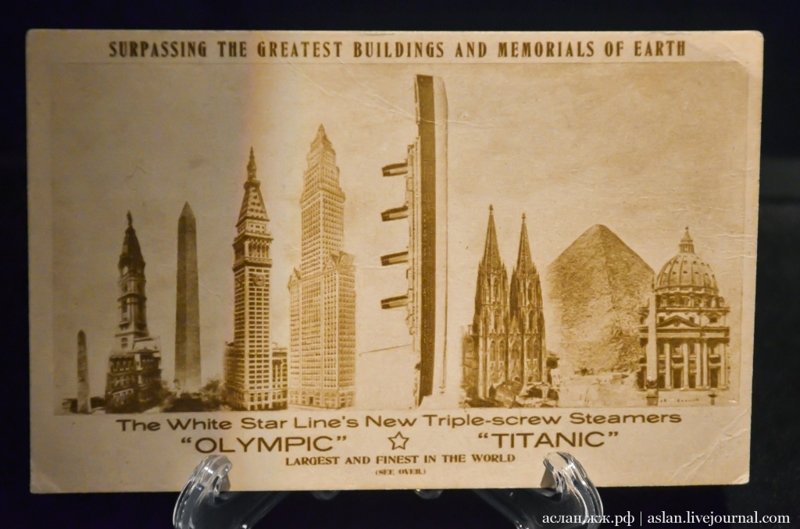 SURPASSING THE GREATEST BUILDINGS AND MEMORIALS OF EARTH
The White Star Line's New Triple-screw Steamers
"OLYMPIC" ☆ "TITANIC"
LARGEST AND FINEST IN THE WORLD
(SEE OVER.)
аслан.жж.рф | aslan.livejournal.com